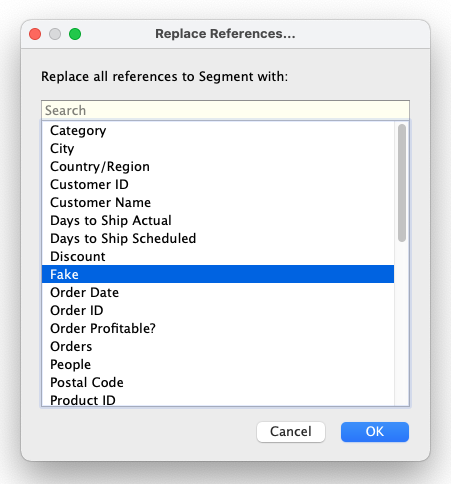 Replace References...
Replace all references to Segment with:
Search
Category
City
Country/Region
Customer ID
Customer Name
Days to Ship Actual
Days to Ship Scheduled
Discount
Fake
Order Date
Order ID
Order Profitable?
Orders
People
Postal Code
Product ID
Cancel
OK